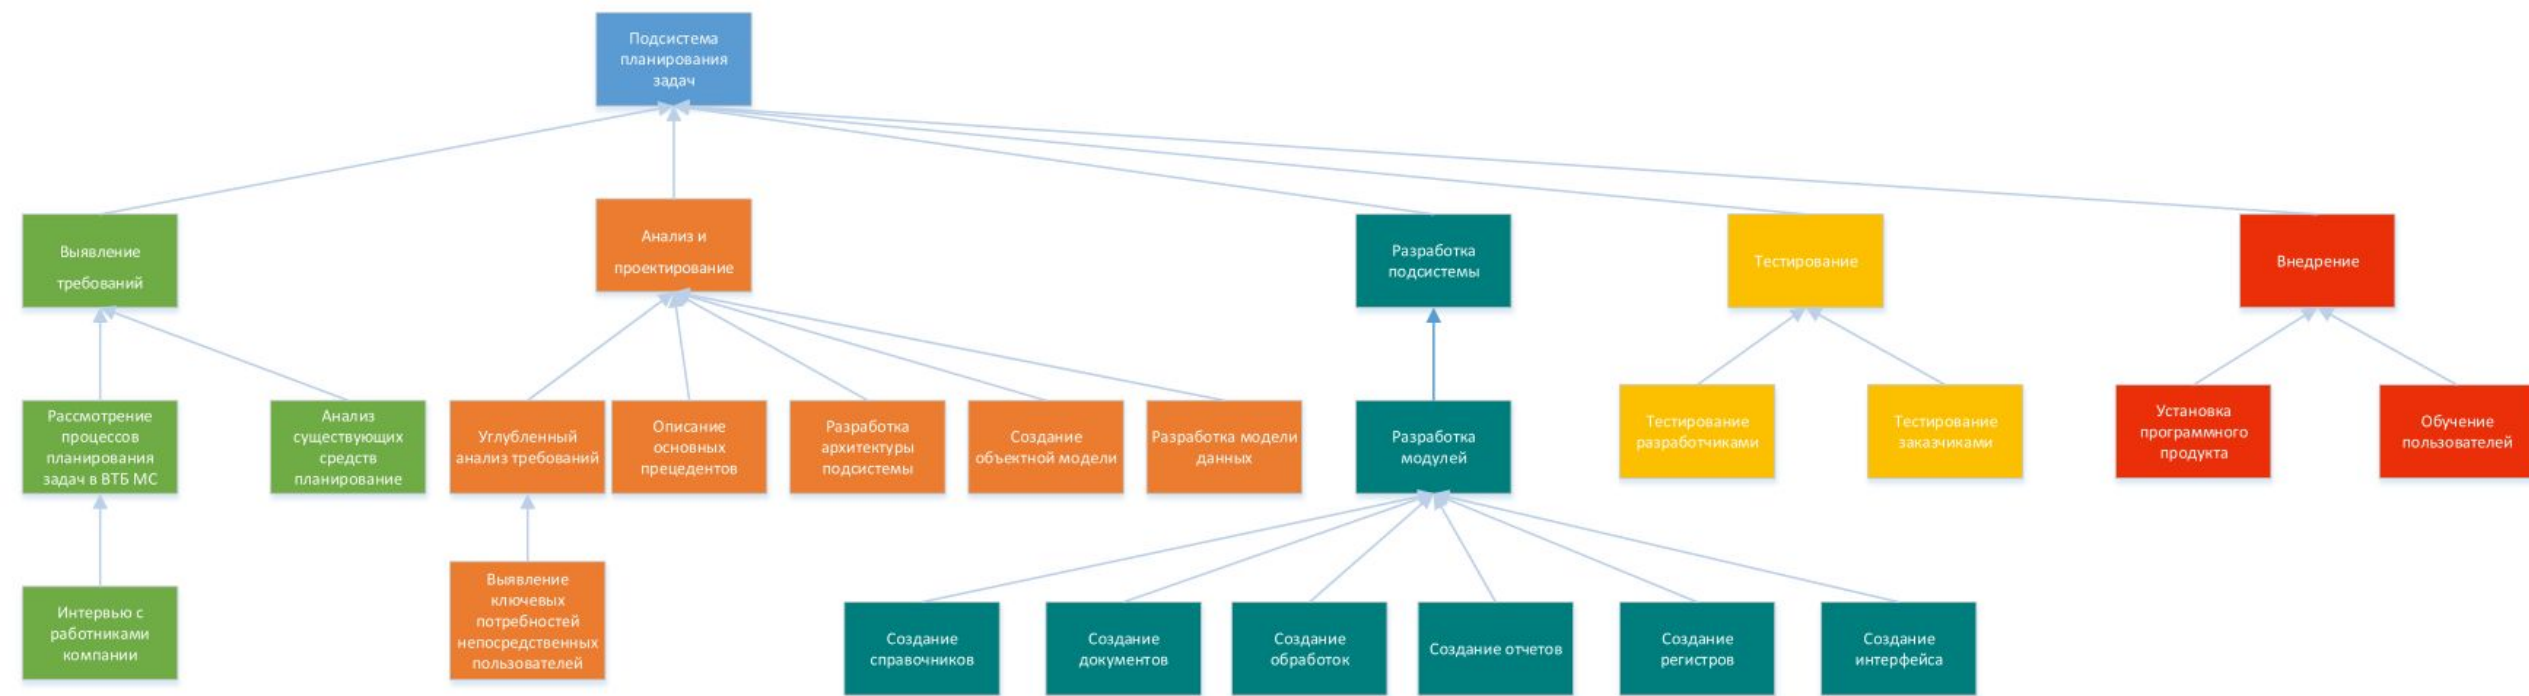 Подсистема
планирования
задач
Выявление
требований
Анализ и
проектирование
Разработка
подсистемы
Тестирование
Внедрение
Рассмотрение
процессов
планирования
задач в ВТБ МС
Анализ
существующих
средств
планирование
Углубленный
анализ требований
Описание
основных
прецедентов
Разработка
архитектуры
подсистемы
Создание
объектной модели
Разработка модели
данных
Разработка
модулей
Тестирование
разработчиками
Тестирование
заказчиками
Установка
программного
продукта
Обучение
пользователей
Интервью с
работниками
компании
Выявление
ключевых
потребностей
непосредственных
пользователей
Создание
справочников
Создание
документов
Создание
обработок
Создание отчетов
Создание
регистров
Создание
интерфейса